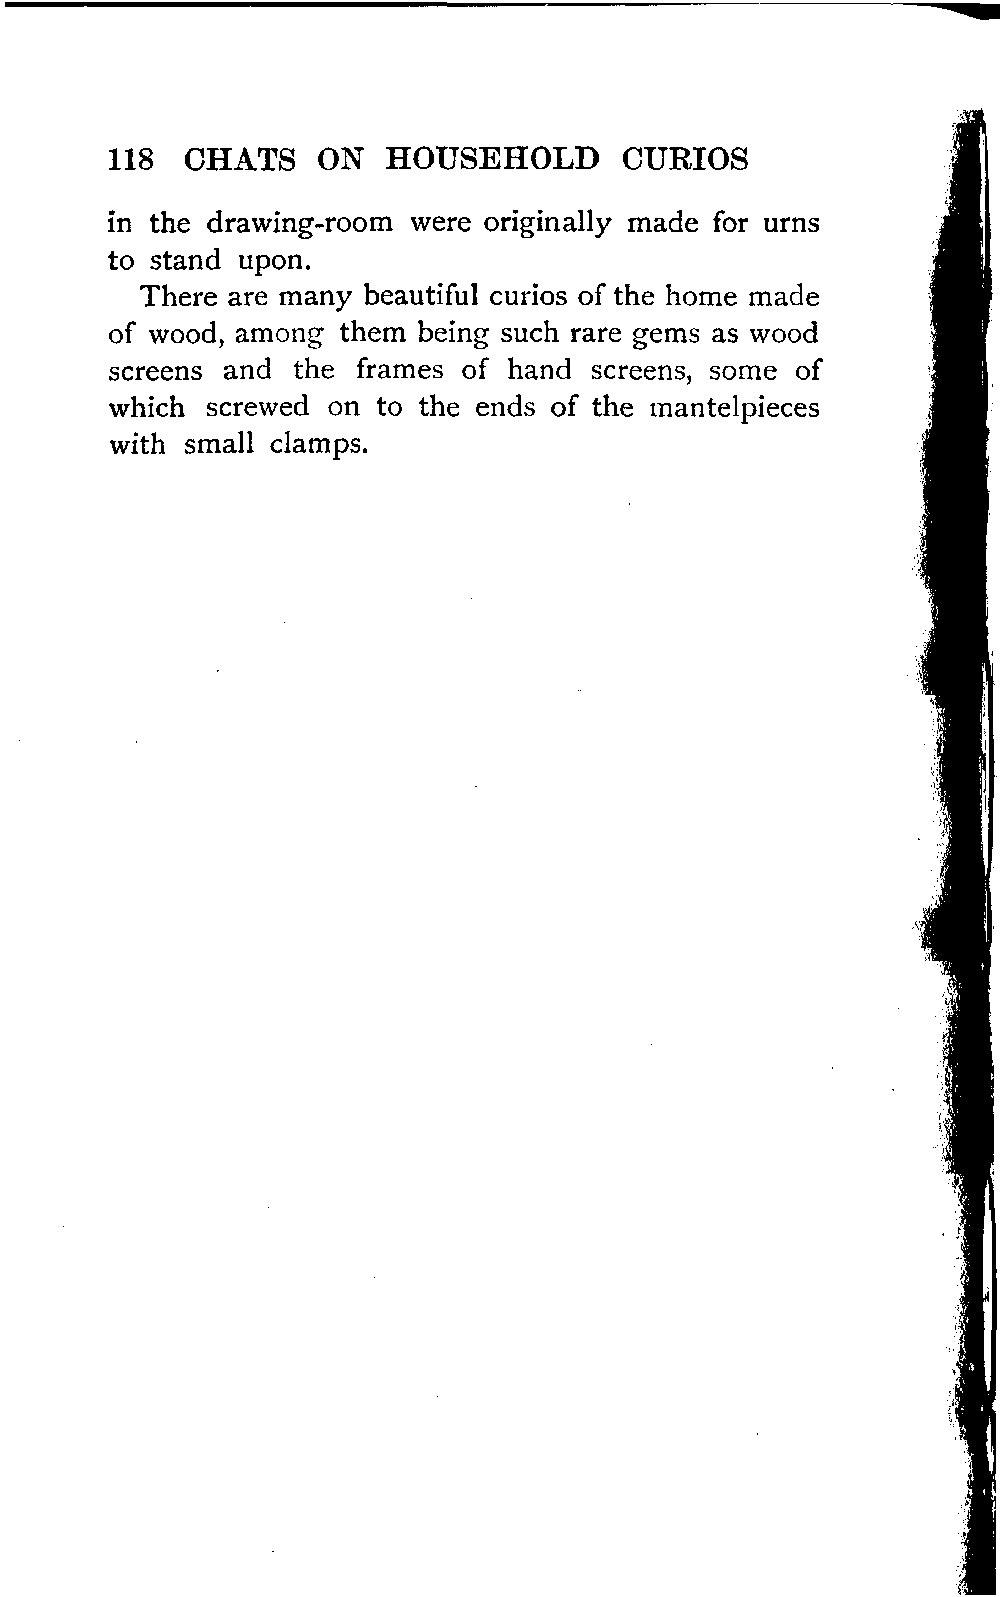 118 CHATS ON HOUSEHOLD CURIOS
in the drawing-room were originally made for urns
to stand upon.
There are many beautiful curios of the home made
of wood, among them being such rare gems as wood
screens and the frames of hand screens, some of
which screwed on to the ends of the mantelpieces
with small clamps.